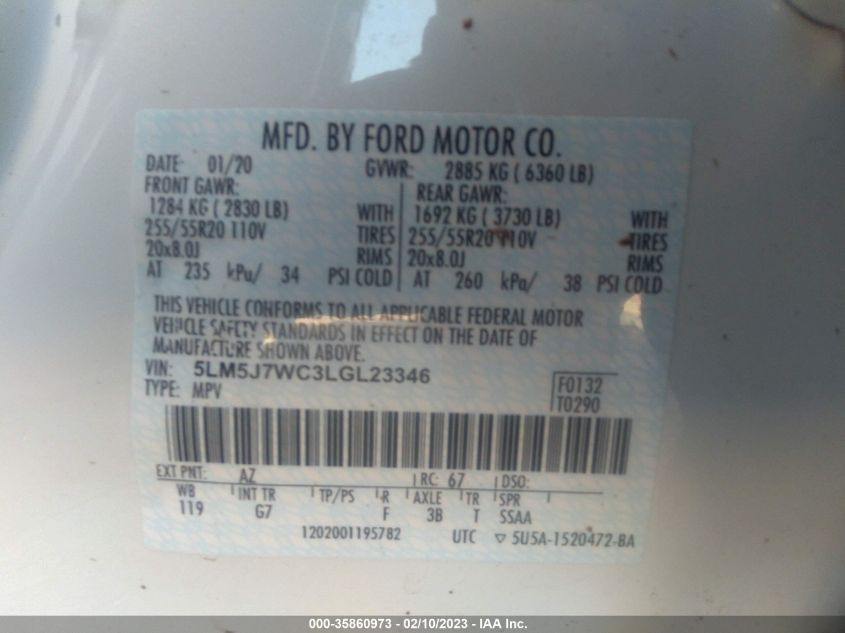 MFD. BY FORD MOTOR CO.
DATE: 01/20 GVWR: 2885 KG ( 6360 LB)
FRONT GAWR: REAR GAWR:
1284 KG ( 2830 LB) WITH 1692 KG ( 3730 LB) WITH
255/55R20 110V TIRES 255/55R20 110V TIRES
20x8.0J RIMS 20x8.0J RIMS
AT 235 kPa/ 34 PSI COLD AT 260 kPa/ 38 PSI COLD
THIS VEHICLE CONFORMS TO ALL APPLICABLE FEDERAL MOTOR
VEHICLE SAFETY STANDARDS IN EFFECT ON THE DATE OF
MANUFACTURE SHOWN ABOVE.
VIN: 5LM5J7WC3LGL23346 F0132
TYPE: MPV T0290
EXT PNT: AZ RC: 67 DSO:
WB INT TR TP/PS R AXLE TR SPR
119 G7 F 3B T SSAA
1202001195782 UTC ▽ 5U5A-1520472-BA
000-35860973 - 02/10/2023 - IAA Inc.